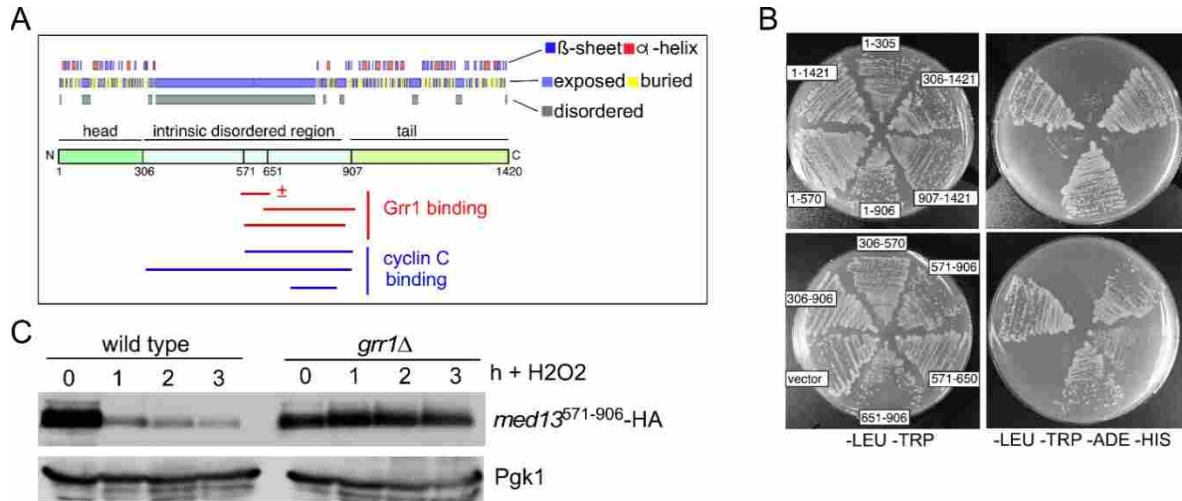 A
ß-sheet α-helix
exposed buried
disordered
head intrinsic disordered region tail
N C
1 306 571 651 907 1420
±
Grr1 binding
cyclin C
binding
B
1-305
1-1421 306-1421
1-570 907-1421
1-906
306-570
571-906
306-906
vector 571-650
651-906
-LEU -TRP -LEU -TRP -ADE -HIS
C
wild type grr1Δ
0 1 2 3 0 1 2 3 h + H2O2
med13571-906-HA
Pgk1